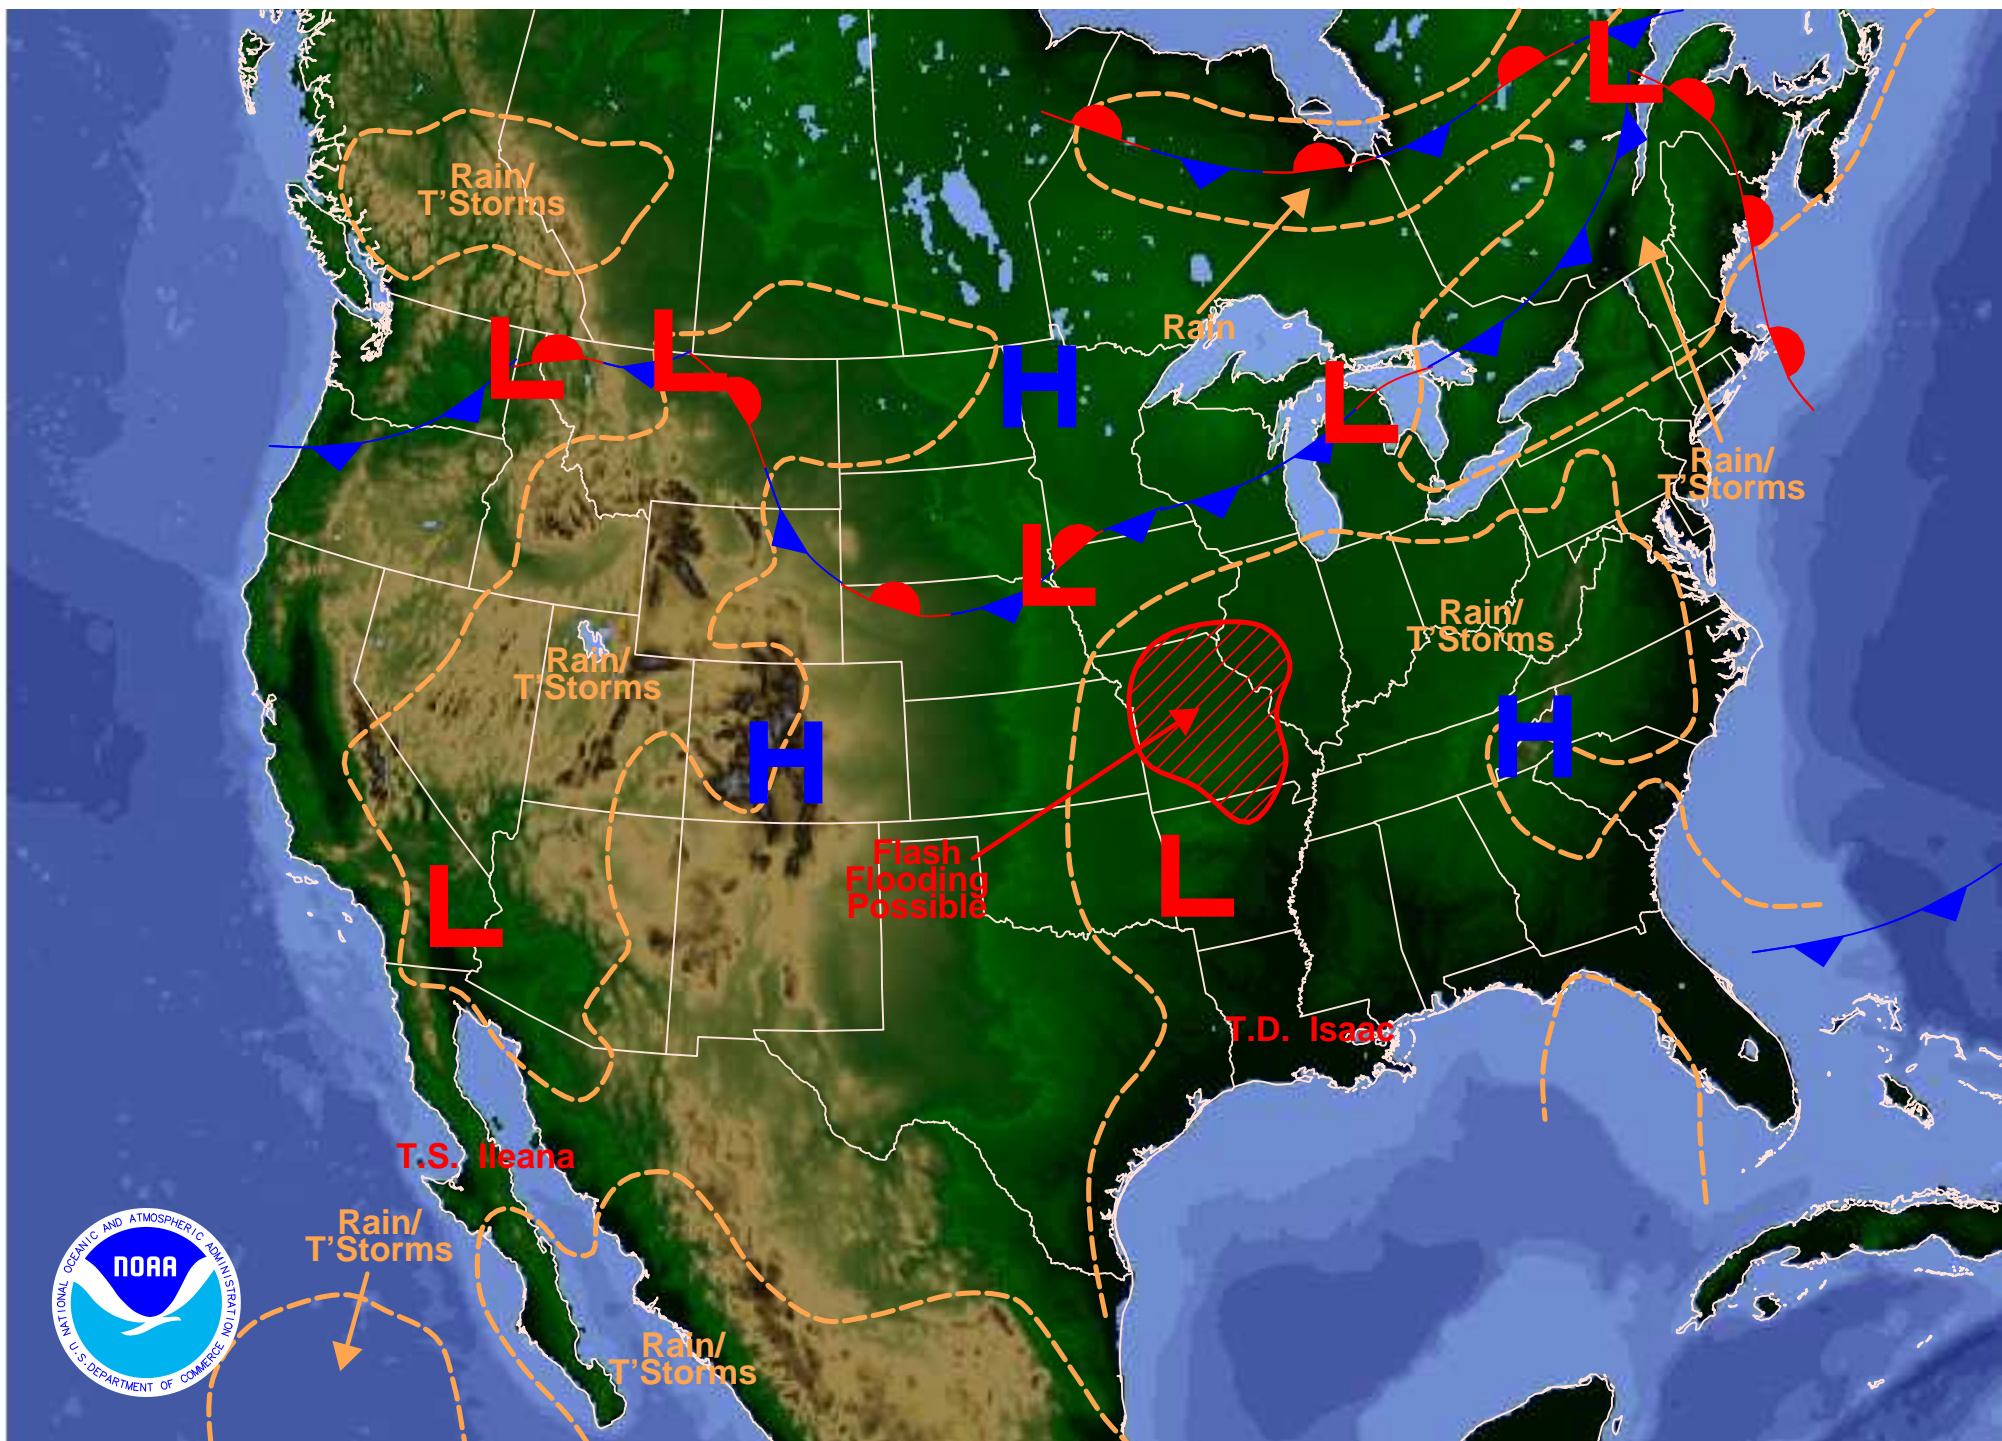 L
Rain/
T'Storms
Rain
L
L
H
L
Rain/
T'Storms
L
Rain/
T'Storms
Rain/
T'Storms
H
H
Flash
Flooding
Possible
L
L
T.D. Isaac
T.S. Ileana
Rain/
T'Storms
Rain/
T'Storms
NATIONAL OCEANIC AND ATMOSPHERIC ADMINISTRATION
NOAA
U.S. DEPARTMENT OF COMMERCE